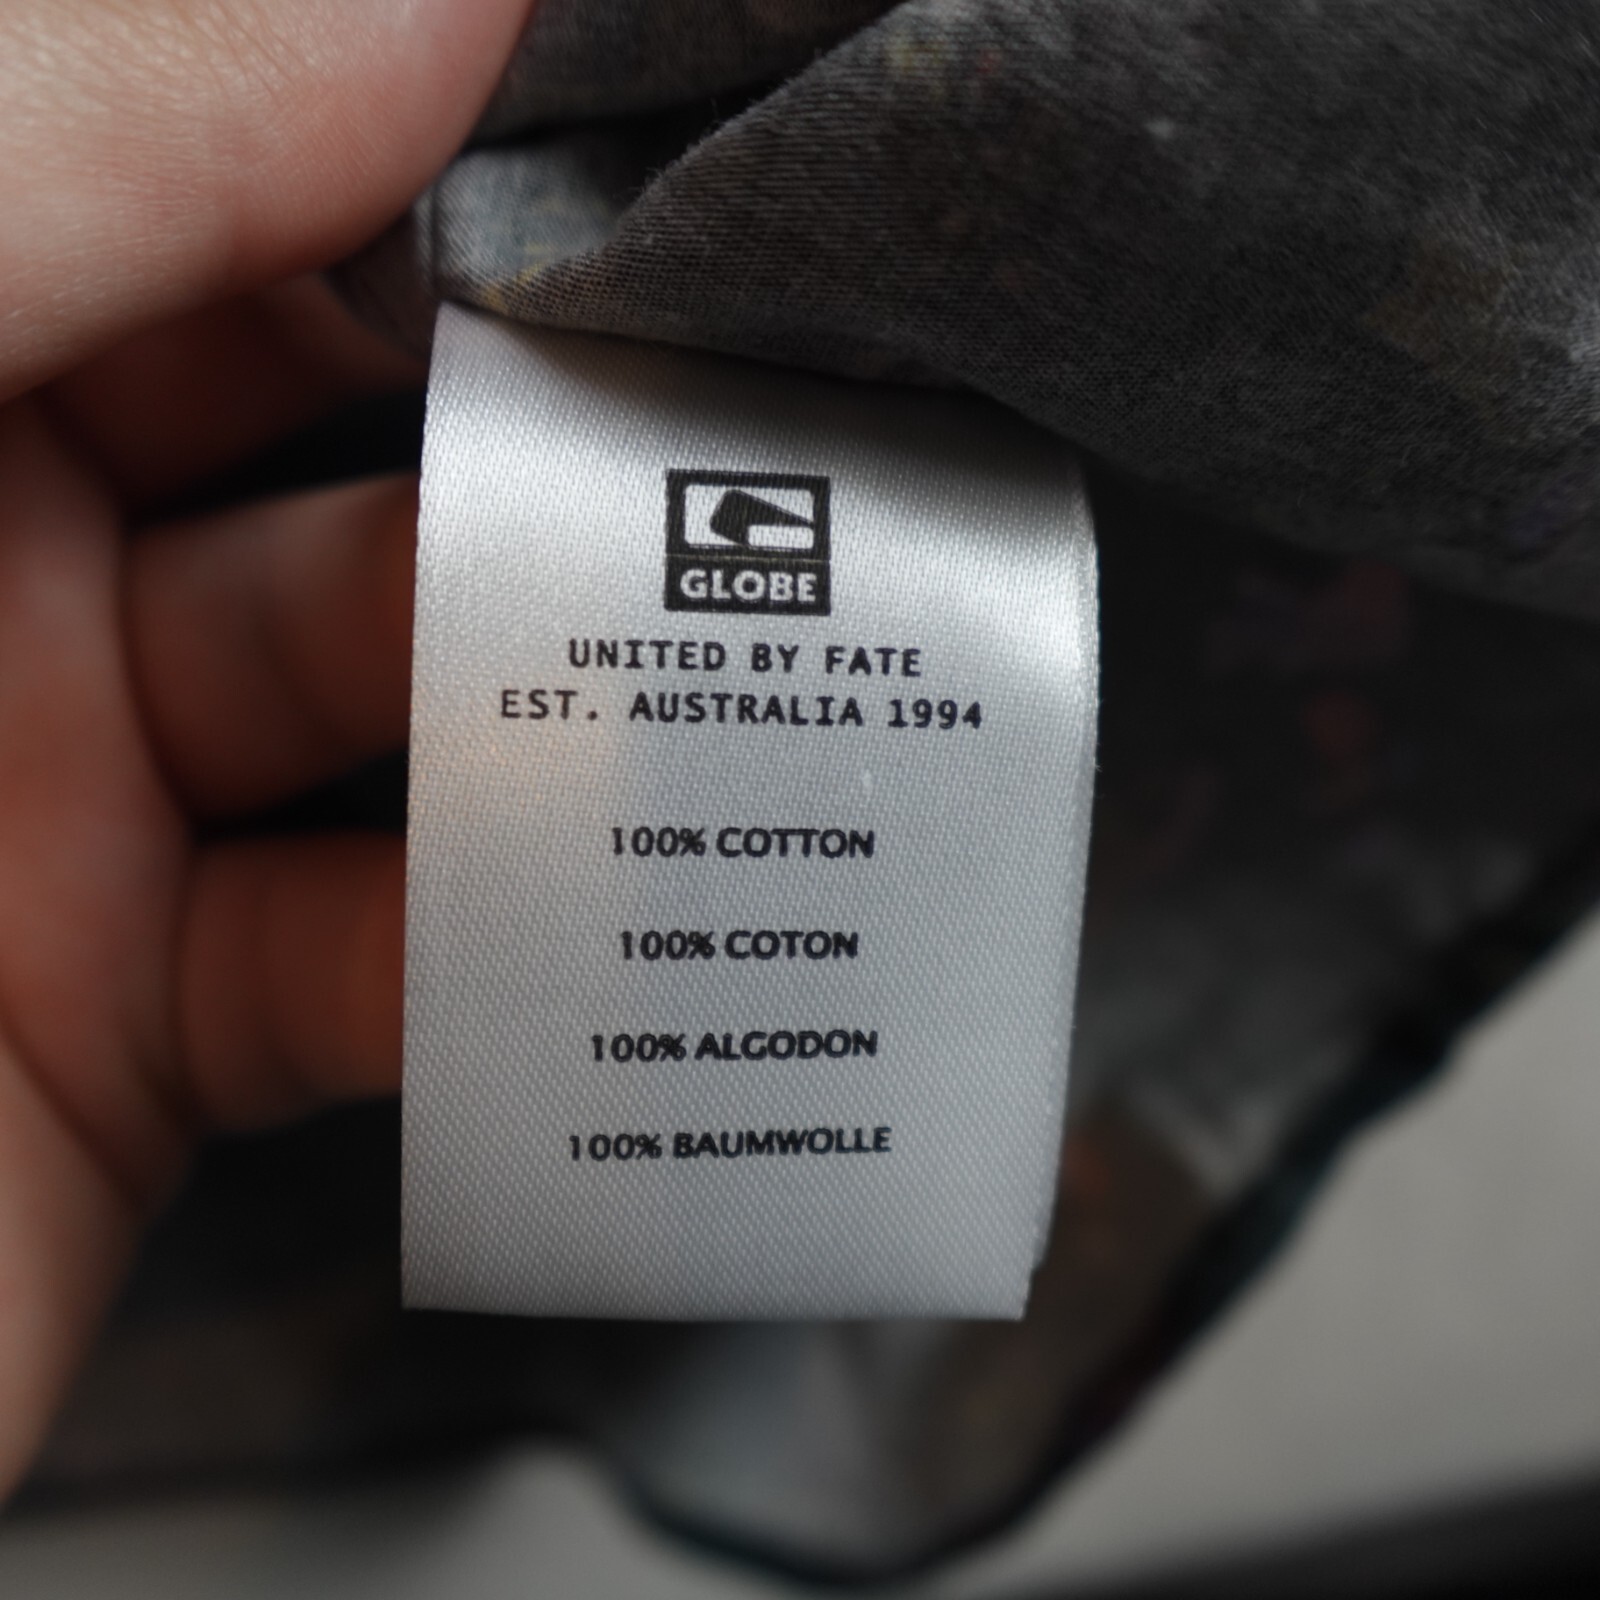 GLOBE
UNITED BY FATE
EST. AUSTRALIA 1994
100% COTTON
100% COTON
100% ALGODON
100% BAUMWOLLE